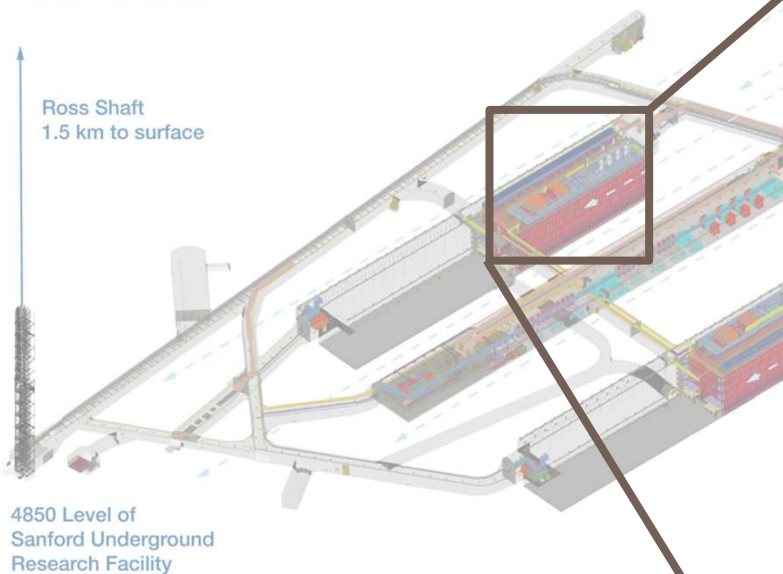 Ross Shaft
1.5 km to surface
4850 Level of
Sanford Underground
Research Facility